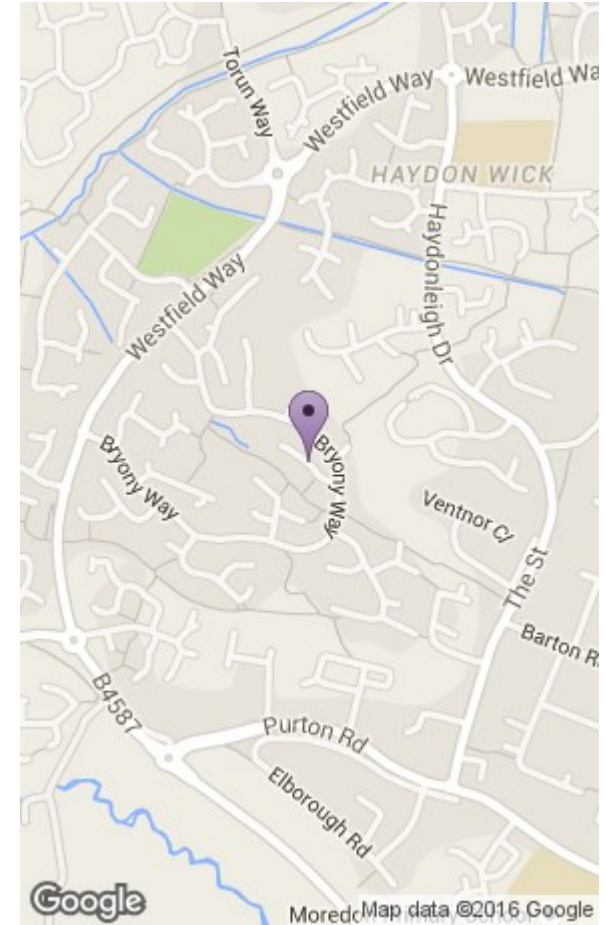 Torun Way
Westfield Way
Westfield Wa
HAYDON WICK
Haydonleigh Dr
Westfield Way
Bryony Way
Bryony Way
Ventnor Cl
The St
Barton R
B4587
Purton Rd
Elborough Rd
Google
Map data ©2016 Google